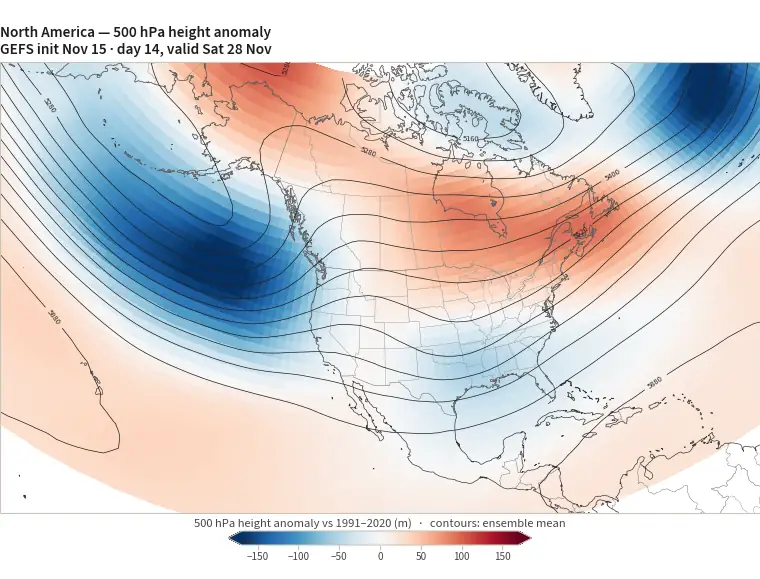 North America — 500 hPa height anomaly
GEFS init Nov 15 · day 14, valid Sat 28 Nov
5280
5160
5280
5400
5880
5880
500 hPa height anomaly vs 1991–2020 (m) · contours: ensemble mean
−150 −100 −50 0 50 100 150